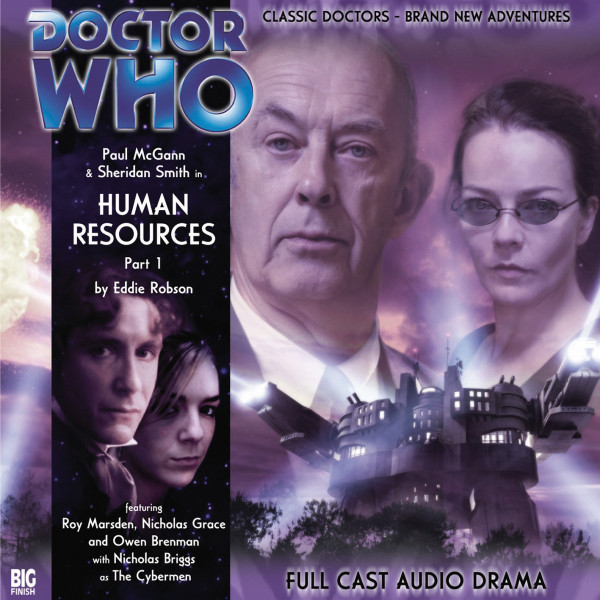 DOCTOR
WHO
CLASSIC DOCTORS - BRAND NEW ADVENTURES
Paul McGann
& Sheridan Smith in
HUMAN
RESOURCES
Part 1
by Eddie Robson
featuring
Roy Marsden, Nicholas Grace
and Owen Brenman
with Nicholas Briggs
as The Cybermen
BIG
FINISH
FULL CAST AUDIO DRAMA